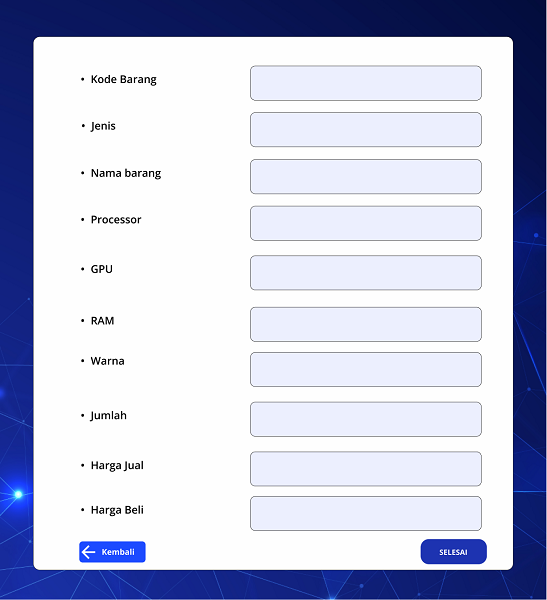 • Kode Barang
• Jenis
• Nama barang
• Processor
• GPU
• RAM
• Warna
• Jumlah
• Harga Jual
• Harga Beli
Kembali
SELESAI